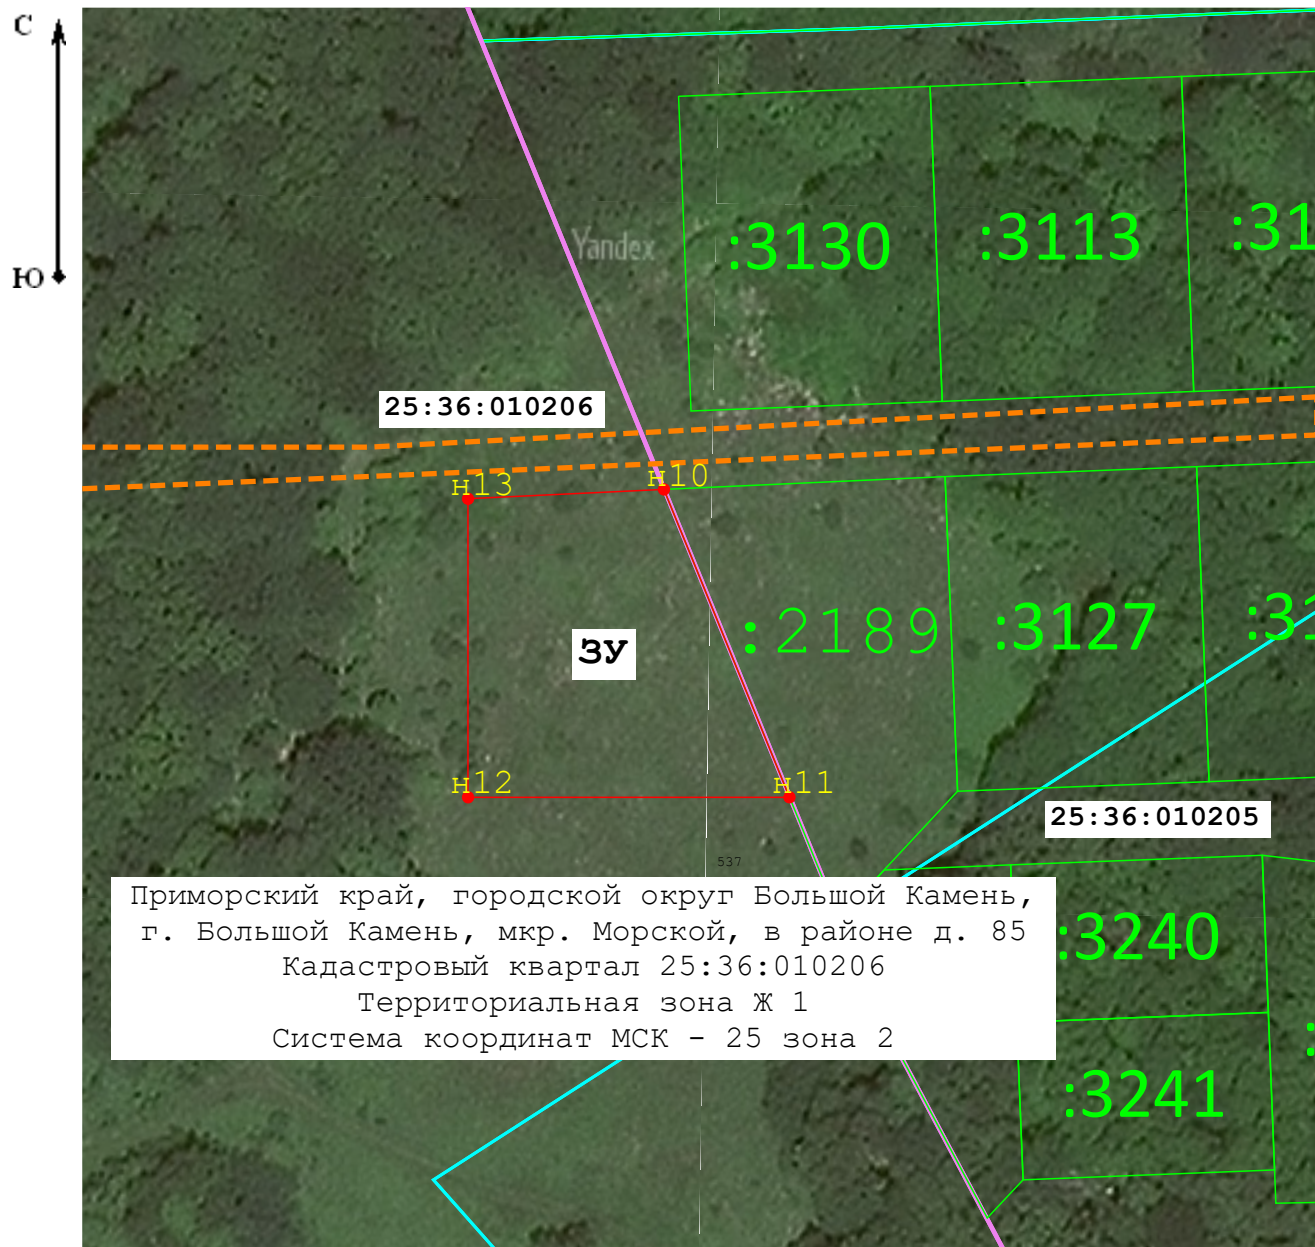 С
Ю
Yandex
:3130
:3113
:31
25:36:010206
н13
н10
ЗУ
:2189
:3127
:31
н12
н11
25:36:010205
537
Приморский край, городской округ Большой Камень,
г. Большой Камень, мкр. Морской, в районе д. 85
Кадастровый квартал 25:36:010206
Территориальная зона Ж 1
Система координат МСК - 25 зона 2
:3240
:
:3241